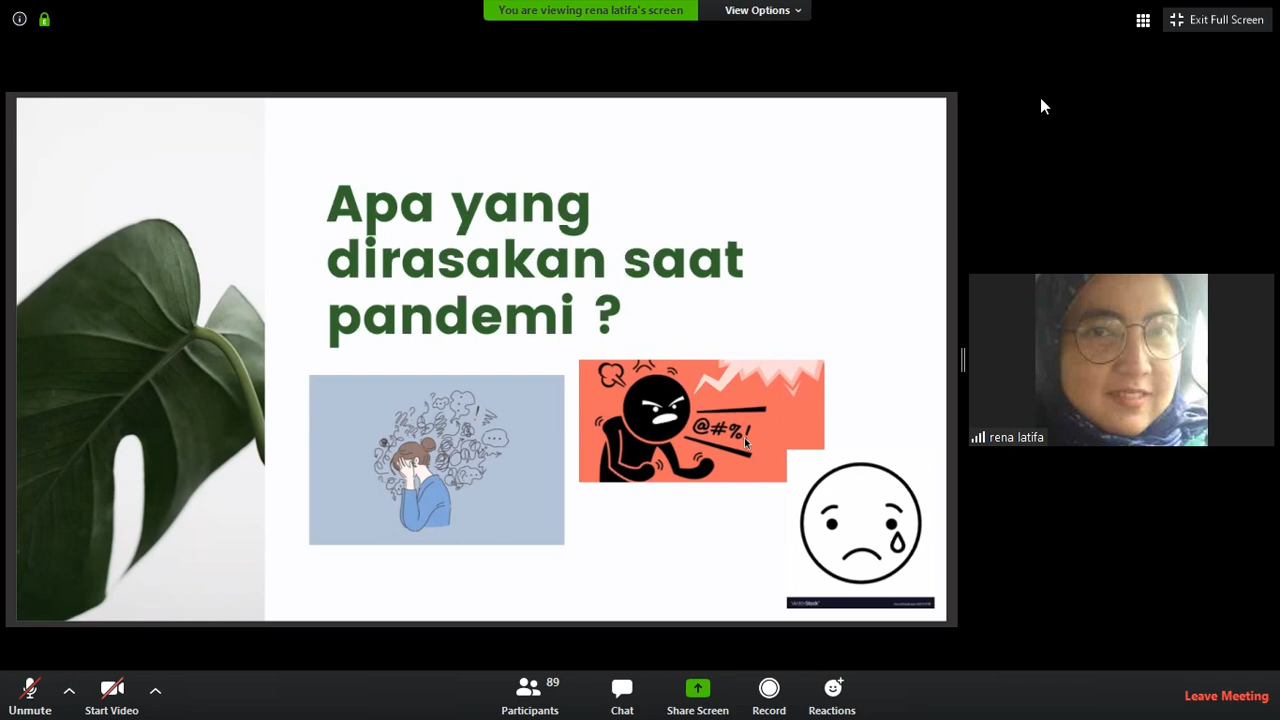 You are viewing rena latifa's screen
View Options
Exit Full Screen
Apa yang
dirasakan saat
pandemi ?
@#%!
VectorStock
rena latifa
Unmute
Start Video
Participants
89
Chat
Share Screen
Record
Reactions
Leave Meeting